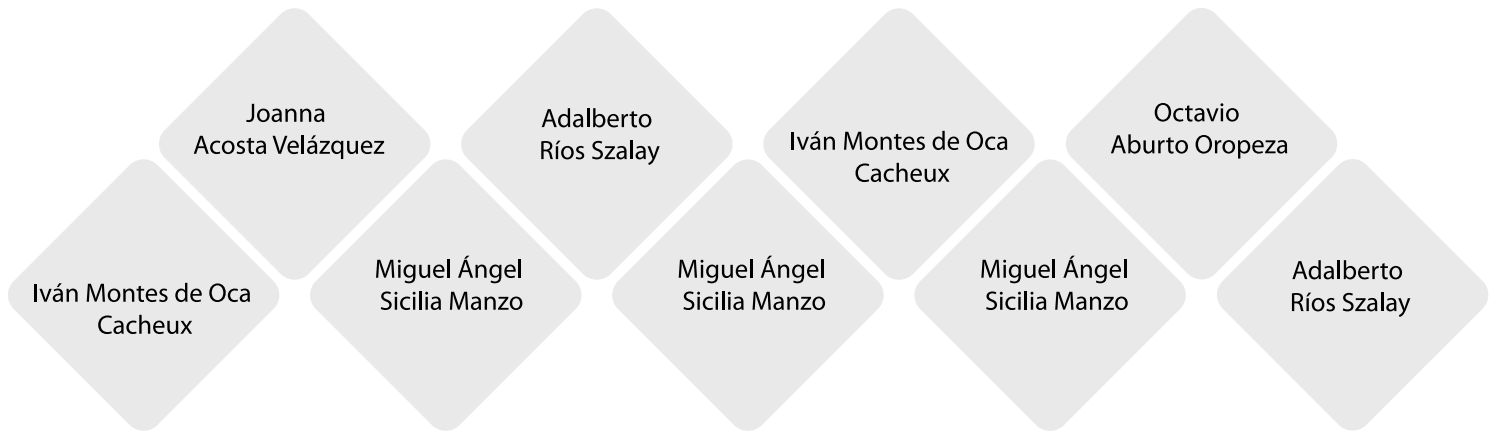 Joanna
Acosta Velázquez
Adalberto
Ríos Szalay
Iván Montes de Oca
Cacheux
Octavio
Aburto Oropeza
Iván Montes de Oca
Cacheux
Miguel Ángel
Sicilia Manzo
Miguel Ángel
Sicilia Manzo
Miguel Ángel
Sicilia Manzo
Adalberto
Ríos Szalay